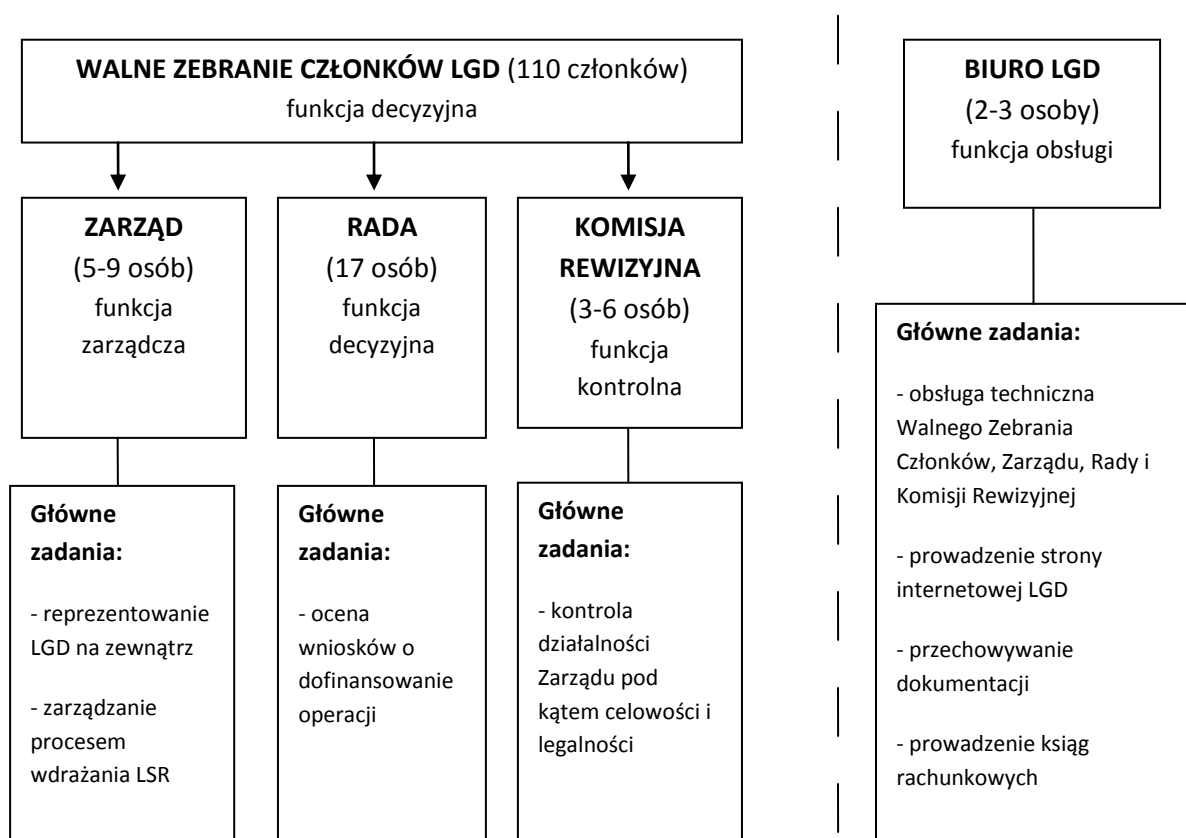 WALNE ZEBRANIE CZŁONKÓW LGD (110 członków)
funkcja decyzyjna
ZARZĄD
(5-9 osób)
funkcja
zarządcza
RADA
(17 osób)
funkcja
decyzyjna
KOMISJA
REWIZYJNA
(3-6 osób)
funkcja
kontrolna
Główne
zadania:
- reprezentowanie
LGD na zewnątrz
- zarządzanie
procesem
wdrażania LSR
Główne
zadania:
- ocena
wniosków o
dofinansowanie
operacji
Główne
zadania:
- kontrola
działalności
Zarządu pod
kątem celowości i
legalności
BIURO LGD
(2-3 osoby)
funkcja obsługi
Główne zadania:
- obsługa techniczna
Walnego Zebrania
Członków, Zarządu, Rady i
Komisji Rewizyjnej
- prowadzenie strony
internetowej LGD
- przechowywanie
dokumentacji
- prowadzenie ksiąg
rachunkowych